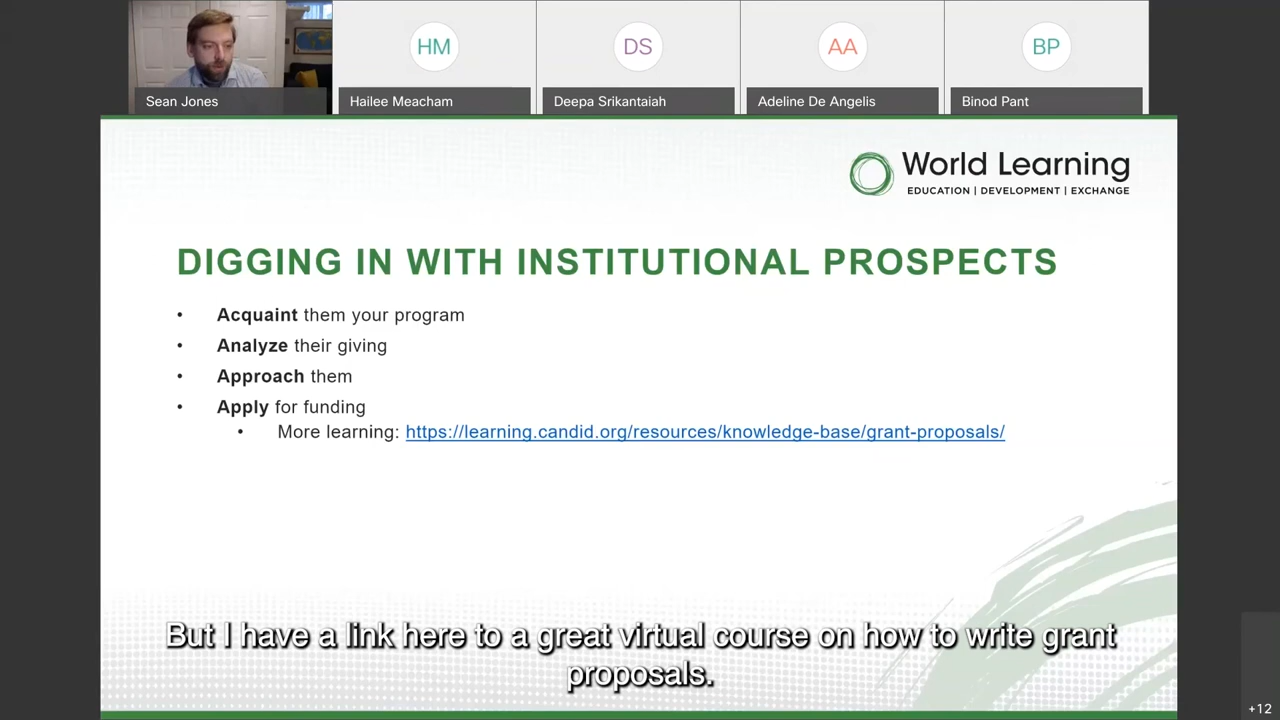 HM
DS
AA
BP
Sean Jones
Hailee Meacham
Deepa Srikantaiah
Adeline De Angelis
Binod Pant
World Learning
EDUCATION | DEVELOPMENT | EXCHANGE
DIGGING IN WITH INSTITUTIONAL PROSPECTS
• Acquaint them your program
• Analyze their giving
• Approach them
• Apply for funding
• More learning: https://learning.candid.org/resources/knowledge-base/grant-proposals/
But I have a link here to a great virtual course on how to write grant
proposals.
+12